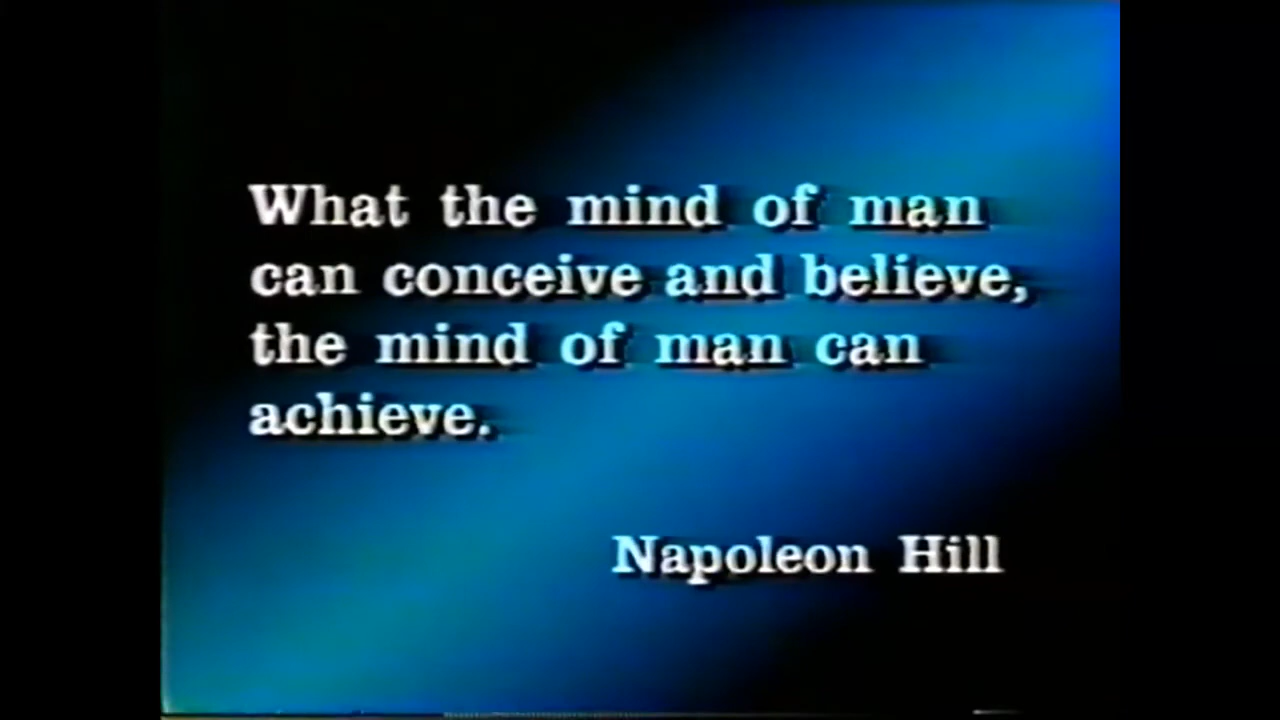 What the mind of man
can conceive and believe,
the mind of man can
achieve.
Napoleon Hill